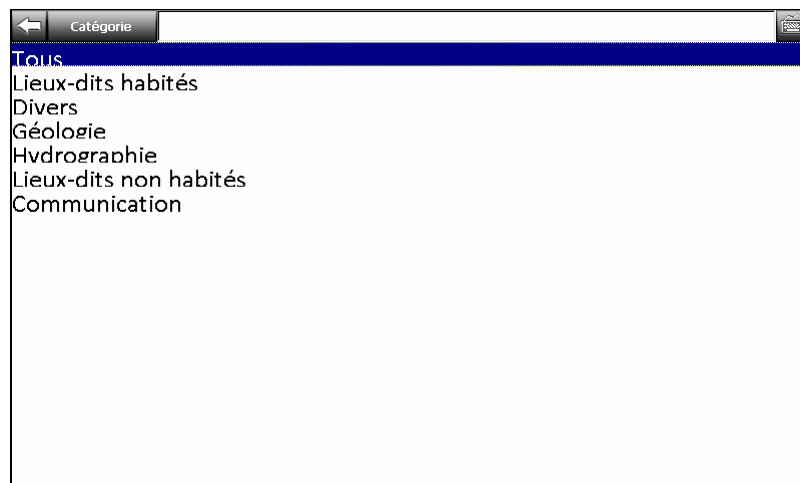 Catégorie
Tous
Lieux-dits habités
Divers
Géologie
Hydrographie
Lieux-dits non habités
Communication